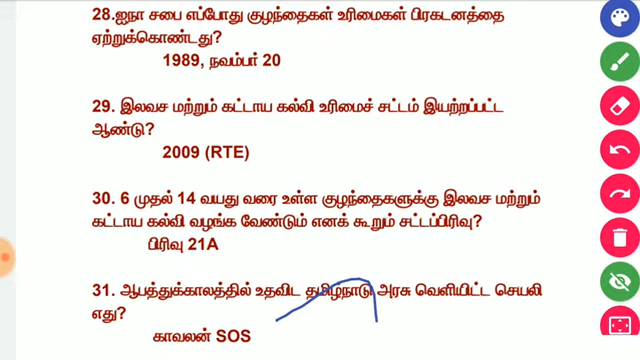 28.ஐநா சபை எப்போது குழந்தைகள் உரிமைகள் பிரகடனத்தை
ஏற்றுக்கொண்டது?
1989, நவம்பர் 20
29. இலவச மற்றும் கட்டாய கல்வி உரிமைச் சட்டம் இயற்றப்பட்ட
ஆண்டு?
2009 (RTE)
30. 6 முதல் 14 வயது வரை உள்ள குழந்தைகளுக்கு இலவச மற்றும்
கட்டாய கல்வி வழங்க வேண்டும் எனக் கூறும் சட்டப்பிரிவு?
பிரிவு 21A
31. ஆபத்துக்காலத்தில் உதவிட தமிழ்நாடு அரசு வெளியிட்ட செயலி
எது?
காவலன் SOS